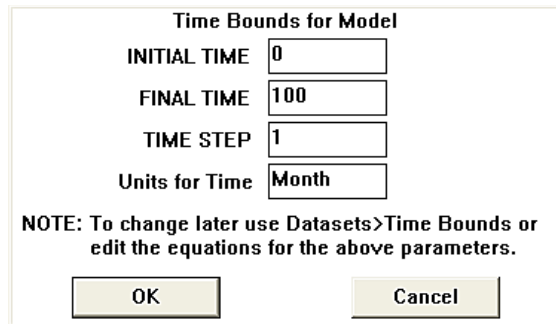 Time Bounds for Model
INITIAL TIME 0
FINAL TIME 100
TIME STEP 1
Units for Time Month
NOTE: To change later use Datasets>Time Bounds or
edit the equations for the above parameters.
OK Cancel